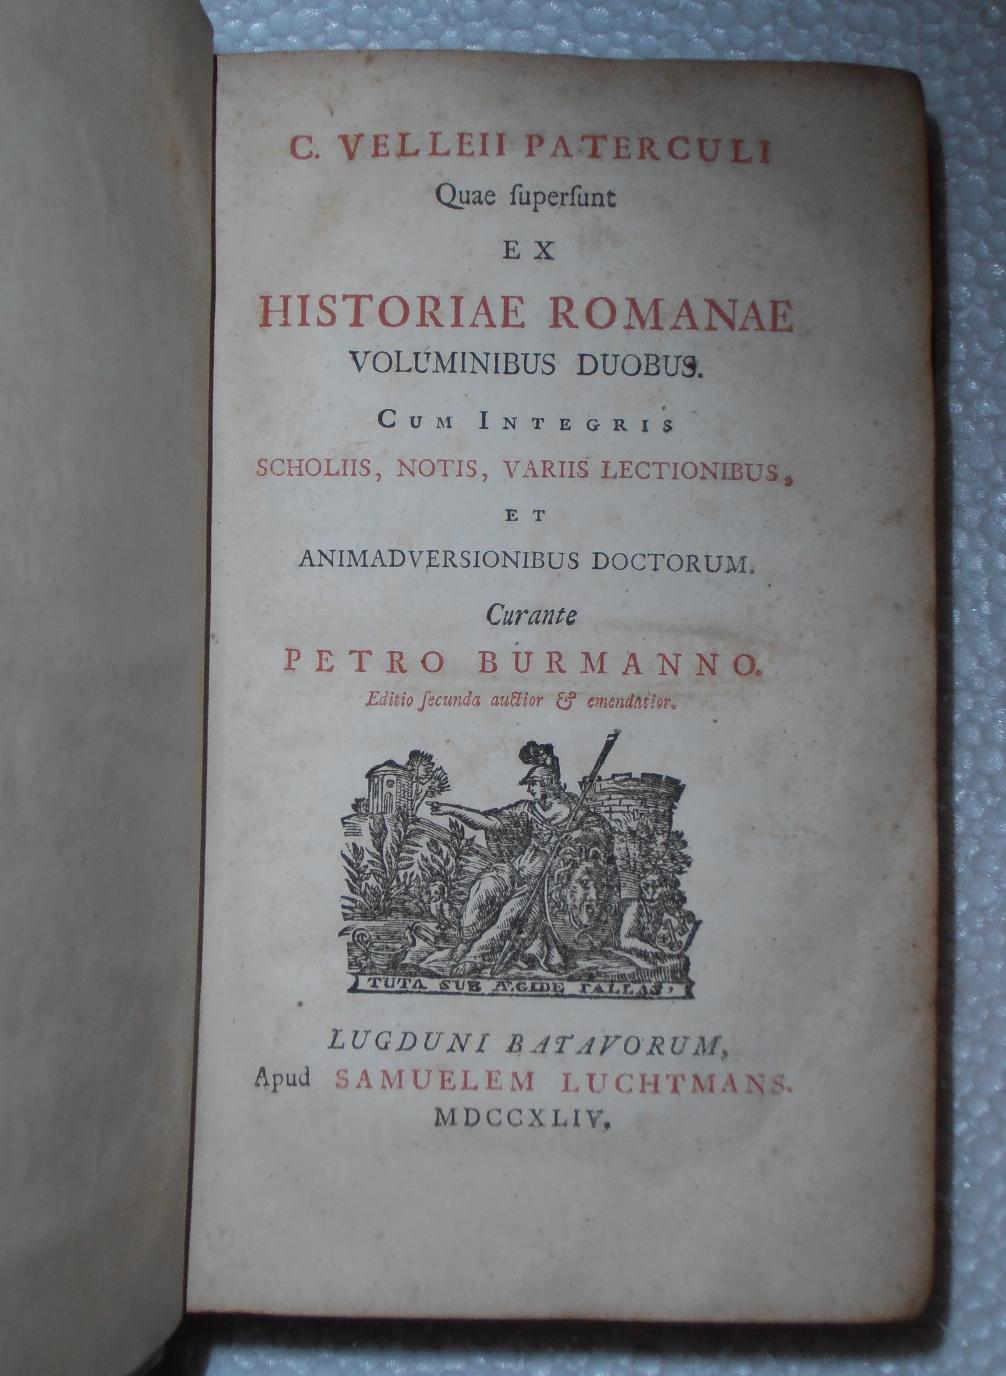 C. VELLEII PATERCULI
Quae ſuperſunt
EX
HISTORIAE ROMANAE
VOLUMINIBUS DUOBUS.
CUM INTEGRIS
SCHOLIIS, NOTIS, VARIIS LECTIONIBUS,
ET
ANIMADVERSIONIBUS DOCTORUM.
Curante
PETRO BURMANNO.
Editio ſecunda auctior & emendatior.
TUTA SUB ÆGIDE PALLAS.
LUGDUNI BATAVORUM,
Apud SAMUELEM LUCHTMANS.
MDCCXLIV.